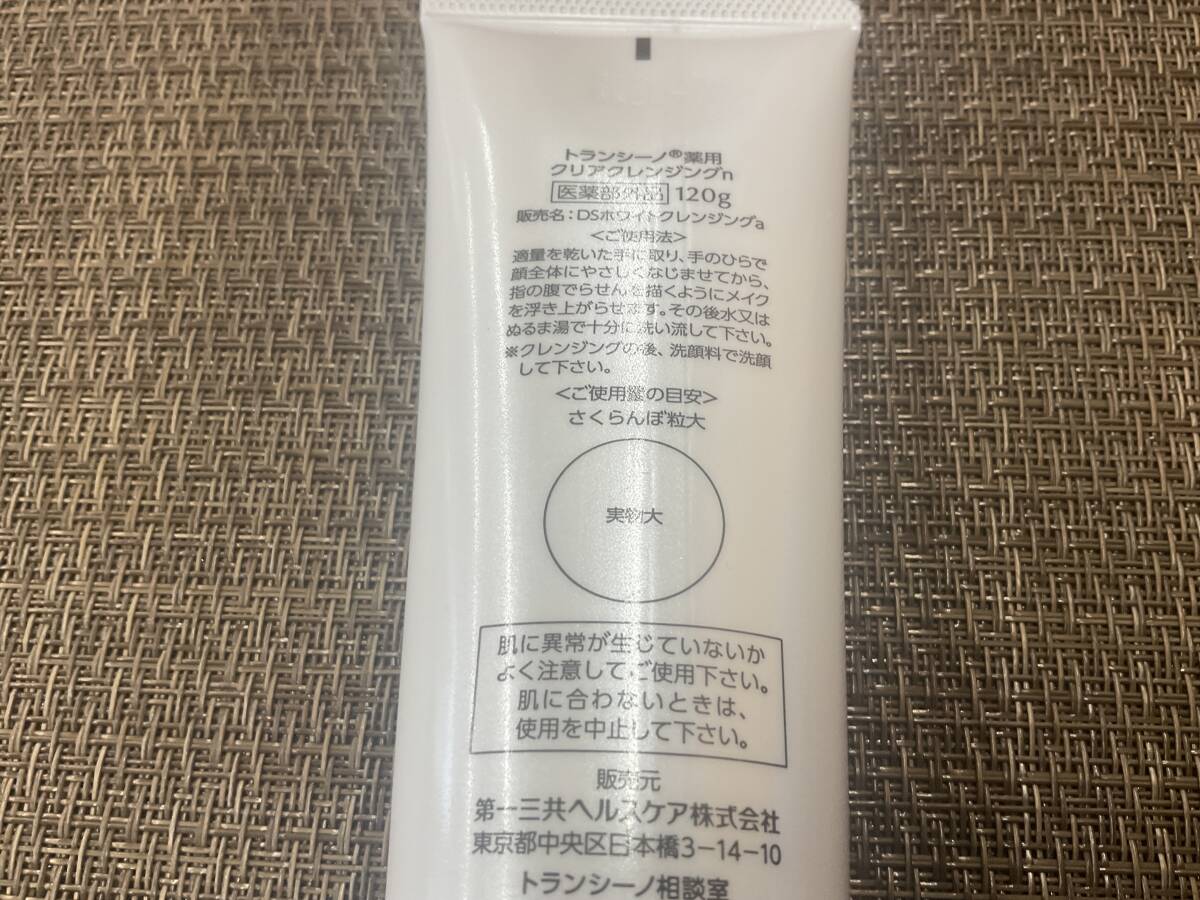 トランシーノ®薬用
クリアクレンジングn
医薬部外品 120g
販売名：DSホワイトクレンジングa
＜ご使用法＞
適量を乾いた手に取り、手のひらで
顔全体にやさしくなじませてから、
指の腹でらせんを描くようにメイク
を浮き上がらせます。その後水又は
ぬるま湯で十分に洗い流して下さい。
※クレンジングの後、洗顔料で洗顔
して下さい。
＜ご使用量の目安＞
さくらんぼ粒大
実物大
肌に異常が生じていないか
よく注意してご使用下さい。
肌に合わないときは、
使用を中止して下さい。
販売元
第一三共ヘルスケア株式会社
東京都中央区日本橋3-14-10
トランシーノ相談室